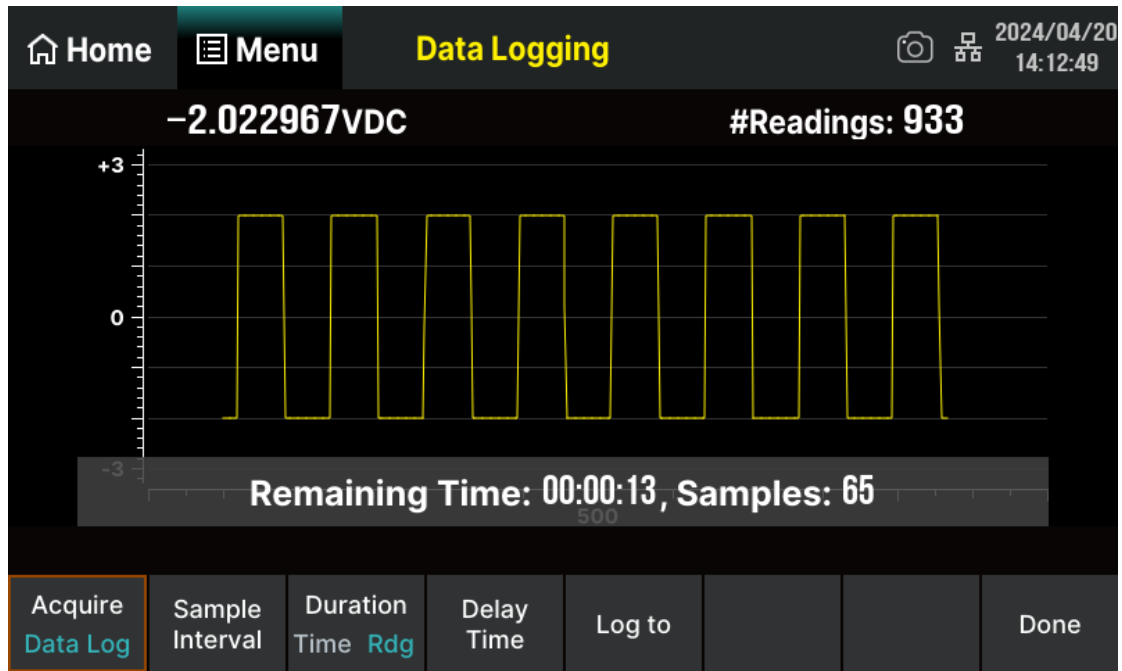 Home Menu Data Logging 2024/04/20
14:12:49
−2.022967VDC #Readings: 933
+3
0
-3
Remaining Time: 00:00:13, Samples: 65
500
Acquire
Data Log
Sample
Interval
Duration
Time Rdg
Delay
Time
Log to
Done